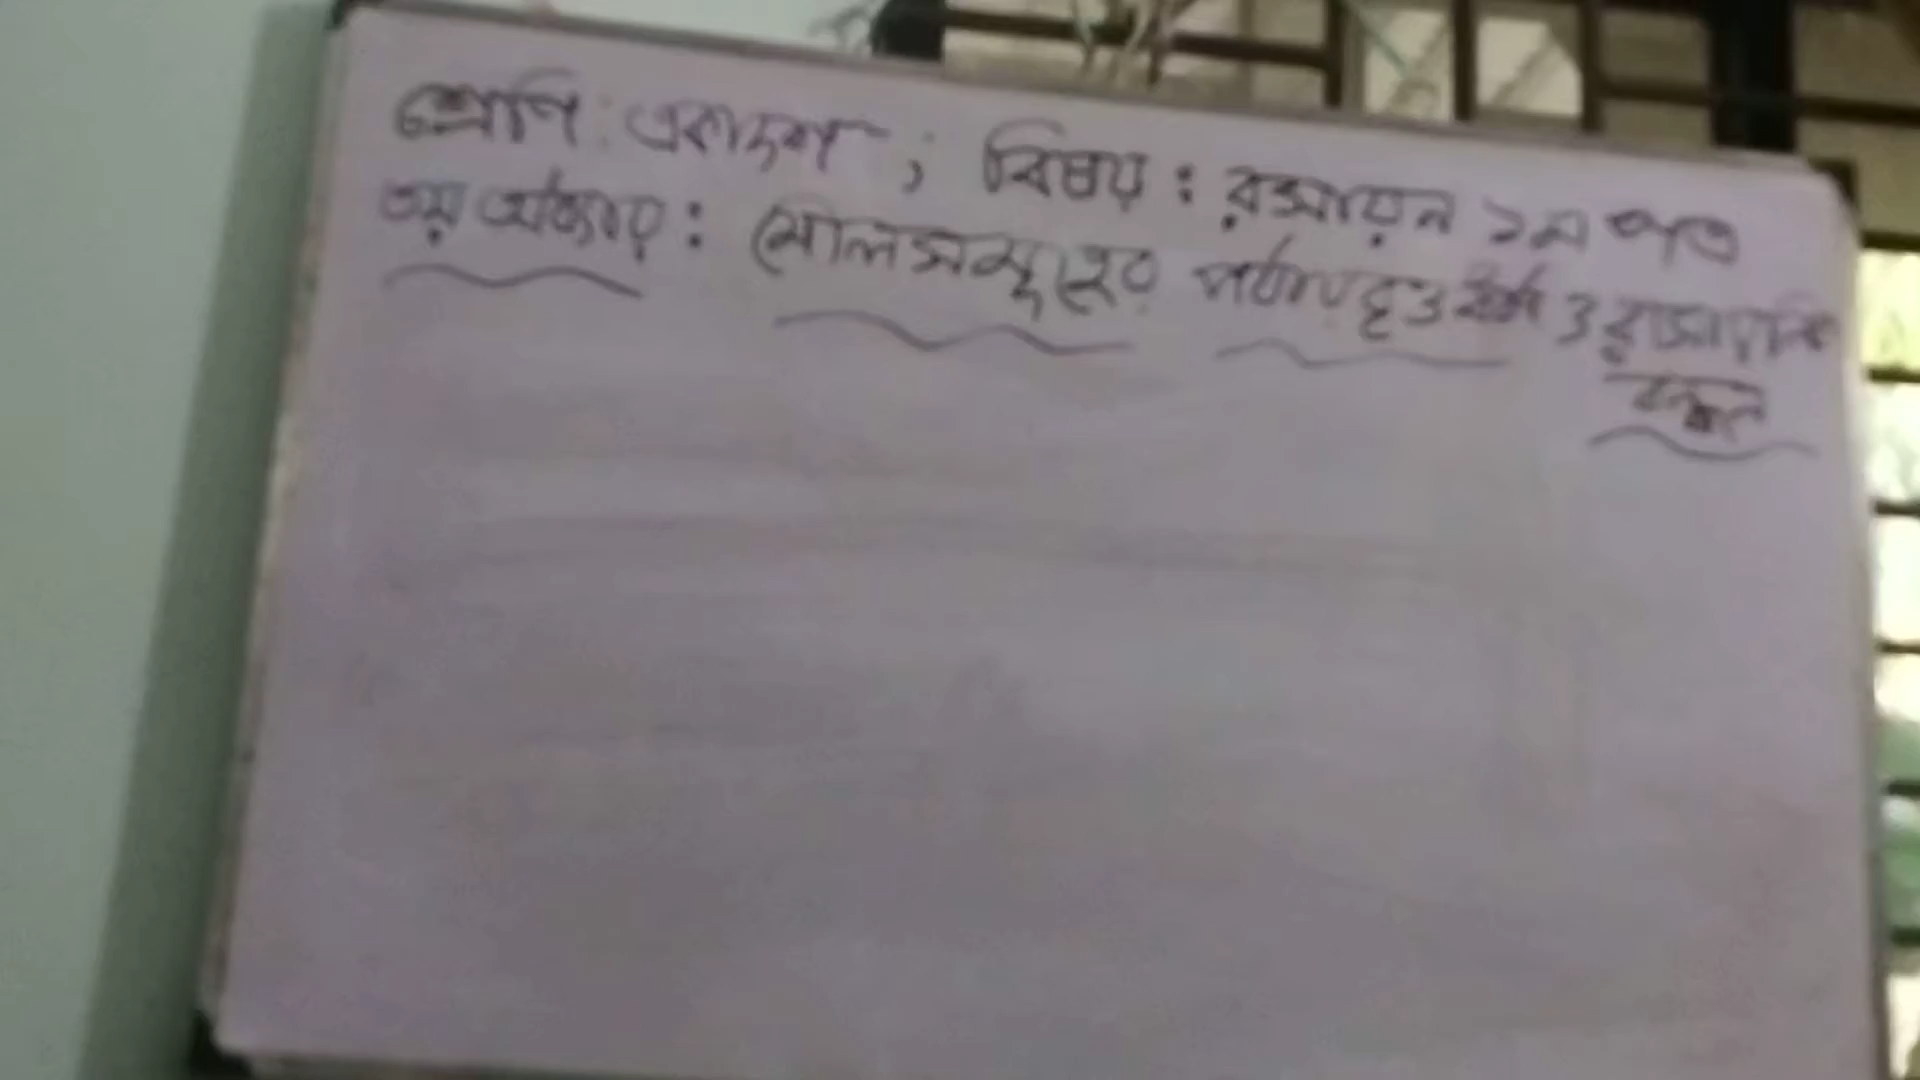 শ্রেণি : একাদশ ; বিষয় : রসায়ন ১ম পত্র
৩য় অধ্যায় : মৌলসমূহের পর্যায়বৃত্ত ধর্ম ও রাসায়নিক
বন্ধন